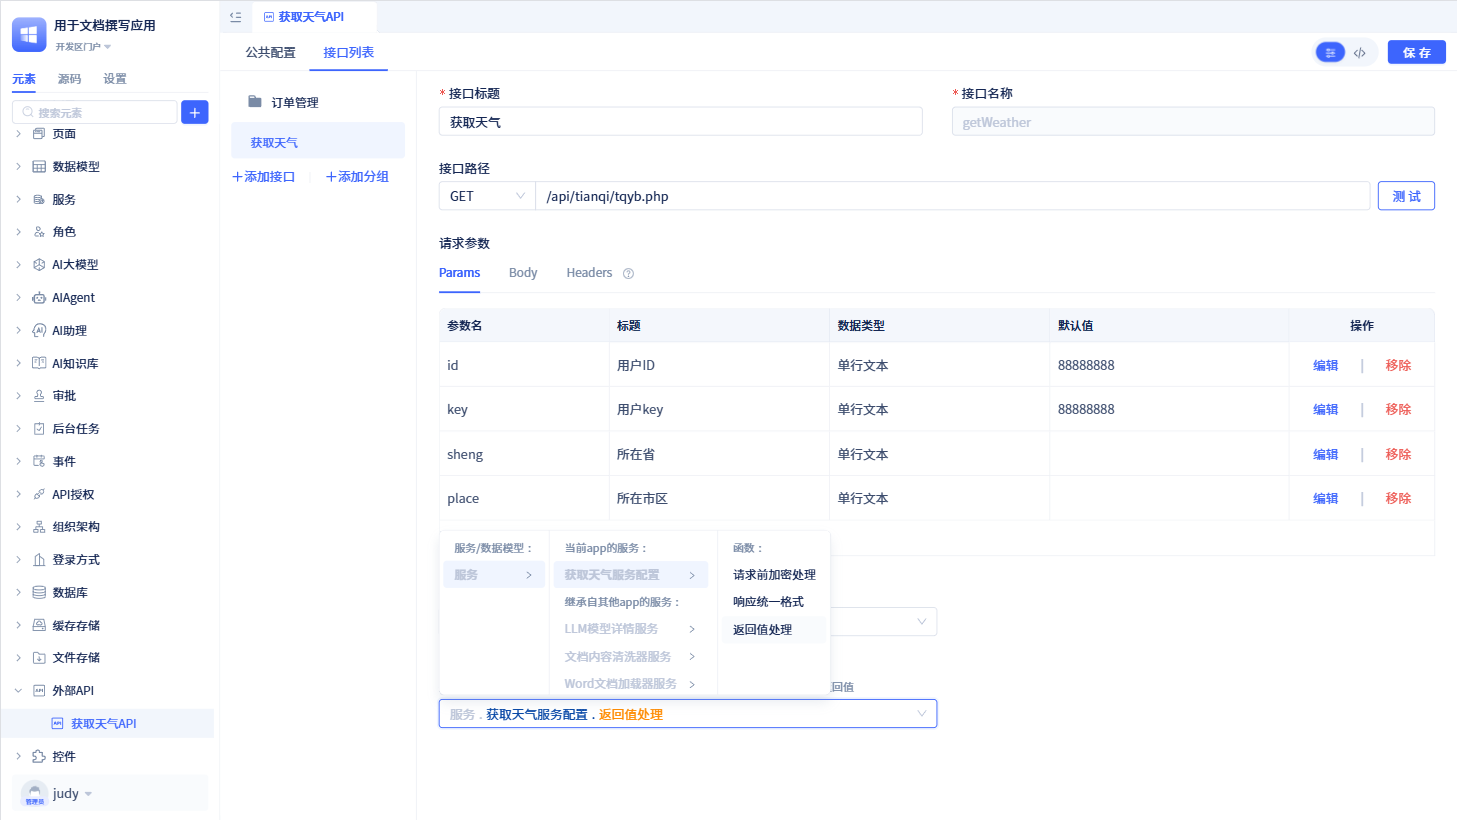 用于文档撰写应用
开发区门户
元素 源码 设置
搜索元素
页面
数据模型
服务
角色
AI大模型
AIAgent
AI助理
AI知识库
审批
后台任务
事件
API授权
组织架构
登录方式
数据库
缓存存储
文件存储
外部API
获取天气API
控件
管理员
judy
获取天气API
公共配置 接口列表
保 存
订单管理
获取天气
添加接口 添加分组
* 接口标题 * 接口名称
获取天气 getWeather
接口路径
GET /api/tianqi/tqyb.php 测 试
请求参数
Params Body Headers
参数名 标题 数据类型 默认值 操作
id 用户ID 单行文本 88888888 编辑 | 移除
key 用户key 单行文本 88888888 编辑 | 移除
sheng 所在省 单行文本 编辑 | 移除
place 所在市区 单行文本 编辑 | 移除
服务/数据模型： 当前app的服务： 函数：
服务 获取天气服务配置 请求前加密处理
继承自其他app的服务： 响应统一格式
LLM模型详情服务 返回值处理
文档内容清洗器服务
Word文档加载器服务
回值
服务 . 获取天气服务配置 . 返回值处理